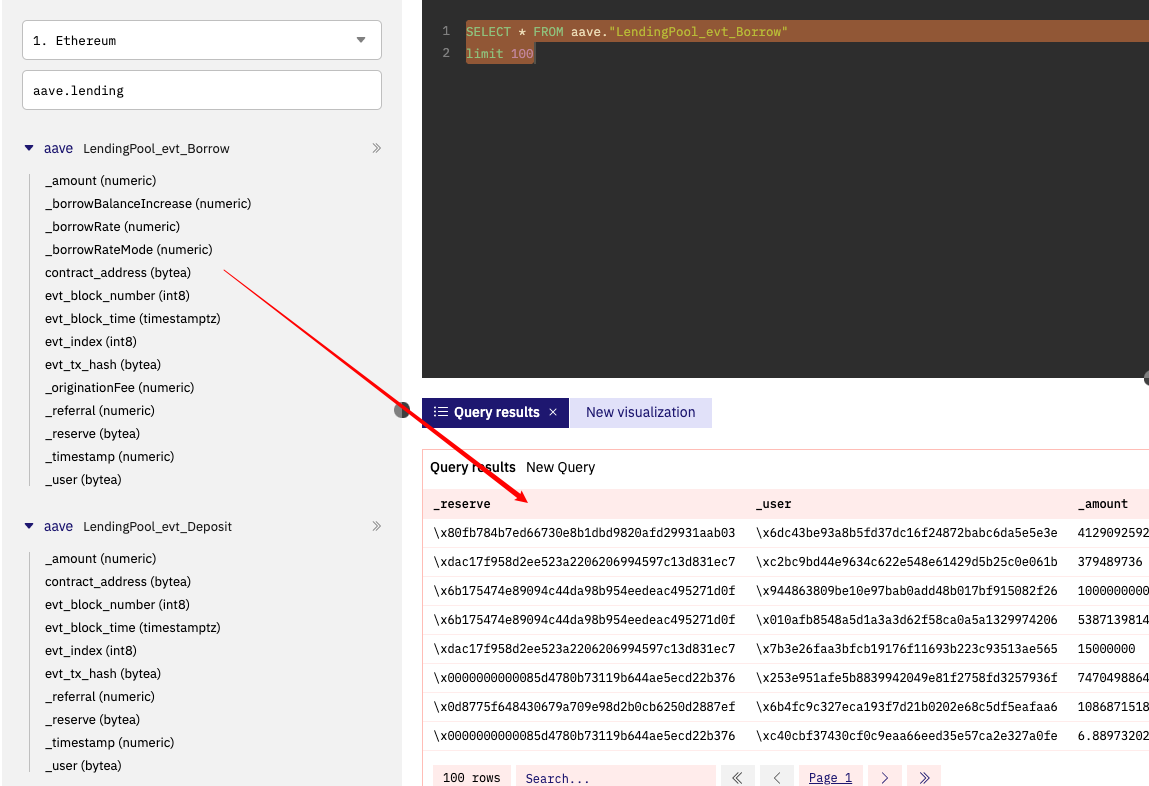 1. Ethereum
aave.lending
aave LendingPool_evt_Borrow
_amount (numeric)
_borrowBalanceIncrease (numeric)
_borrowRate (numeric)
_borrowRateMode (numeric)
contract_address (bytea)
evt_block_number (int8)
evt_block_time (timestamptz)
evt_index (int8)
evt_tx_hash (bytea)
_originationFee (numeric)
_referral (numeric)
_reserve (bytea)
_timestamp (numeric)
_user (bytea)
aave LendingPool_evt_Deposit
_amount (numeric)
contract_address (bytea)
evt_block_number (int8)
evt_block_time (timestamptz)
evt_index (int8)
evt_tx_hash (bytea)
_referral (numeric)
_reserve (bytea)
_timestamp (numeric)
_user (bytea)
1 SELECT * FROM aave."LendingPool_evt_Borrow"
2 limit 100
Query results × New visualization
Query results New Query
_reserve _user _amount
\x80fb784b7ed66730e8b1dbd9820afd29931aab03 \x6dc43be93a8b5fd37dc16f24872babc6da5e5e3e 4129092592
\xdac17f958d2ee523a2206206994597c13d831ec7 \xc2bc9bd44e9634c622e548e61429d5b25c0e061b 379489736
\x6b175474e89094c44da98b954eedeac495271d0f \x944863809be10e97bab0add48b017bf915082f26 1000000000
\x6b175474e89094c44da98b954eedeac495271d0f \x010afb8548a5d1a3a3d62f58ca0a5a1329974206 5387139814
\xdac17f958d2ee523a2206206994597c13d831ec7 \x7b3e26faa3bfcb19176f11693b223c93513ae565 15000000
\x0000000000085d4780b73119b644ae5ecd22b376 \x253e951afe5b8839942049e81f2758fd3257936f 7470498864
\x0d8775f648430679a709e98d2b0cb6250d2887ef \x6b4fc9c327eca193f7d21b0202e68c5df5eafaa6 1086871518
\x0000000000085d4780b73119b644ae5ecd22b376 \xc40cbf37430cf0c9eaa66eed35e57ca2e327a0fe 6.88973202
100 rows Search... Page 1